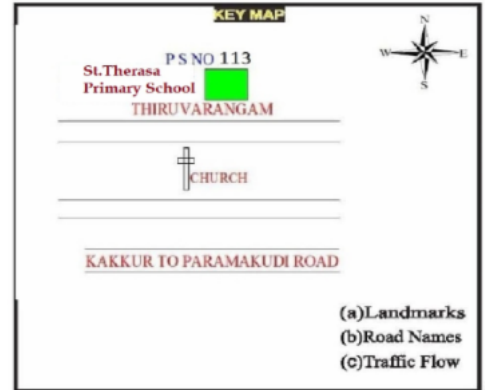 KEY MAP
N
P S NO 113
W
E
St.Therasa
Primary School
S
THIRUVARANGAM
CHURCH
KAKKUR TO PARAMAKUDI ROAD
(a)Landmarks
(b)Road Names
(c)Traffic Flow